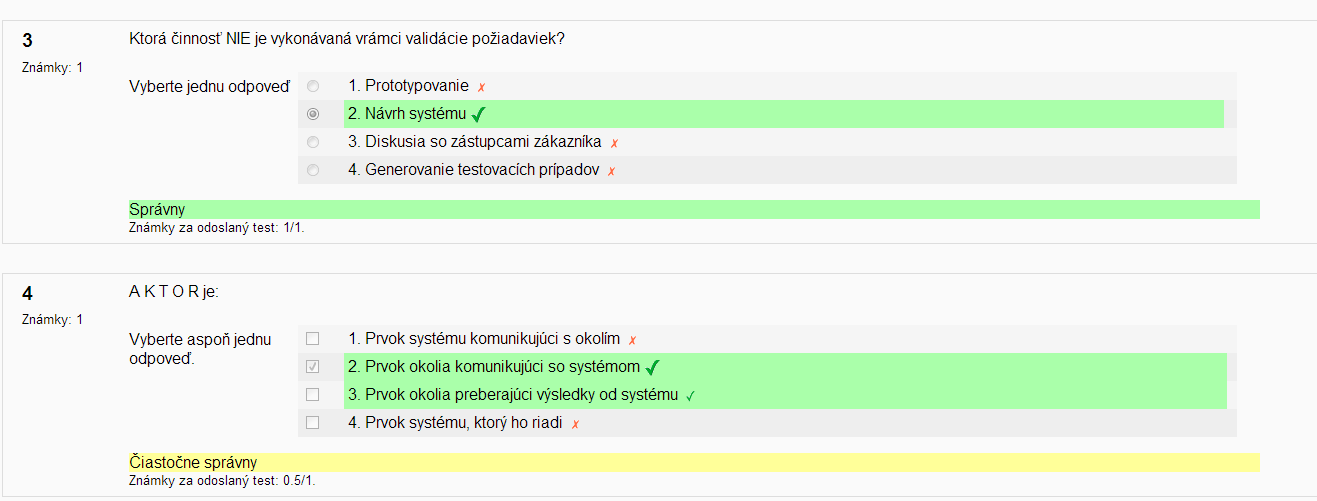 3
Známky: 1
Ktorá činnosť NIE je vykonávaná vrámci validácie požiadaviek?
Vyberte jednu odpoveď
1. Prototypovanie ✗
2. Návrh systému ✓
3. Diskusia so zástupcami zákazníka ✗
4. Generovanie testovacích prípadov ✗
Správny
Známky za odoslaný test: 1/1.
4
Známky: 1
A K T O R je:
Vyberte aspoň jednu
odpoveď.
1. Prvok systému komunikujúci s okolím ✗
2. Prvok okolia komunikujúci so systémom ✓
3. Prvok okolia preberajúci výsledky od systému ✓
4. Prvok systému, ktorý ho riadi ✗
Čiastočne správny
Známky za odoslaný test: 0.5/1.